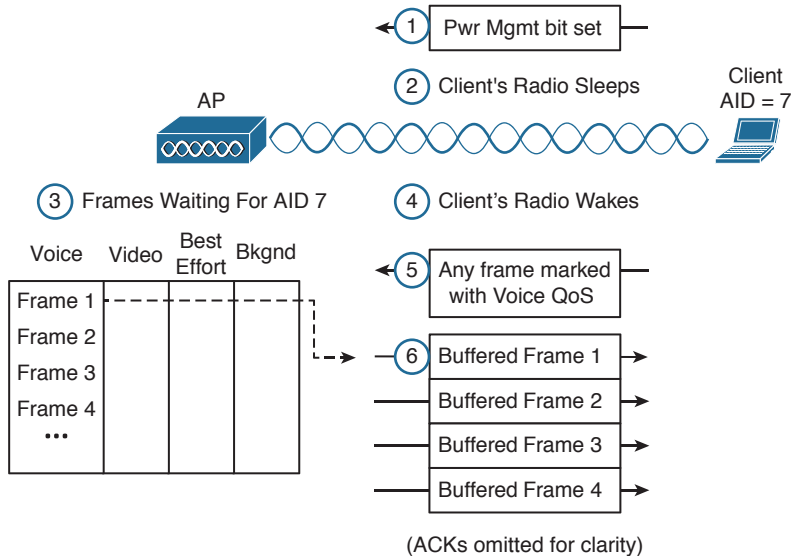 1 Pwr Mgmt bit set
2 Client's Radio Sleeps
AP
Client
AID = 7
3 Frames Waiting For AID 7
4 Client's Radio Wakes
Voice Video Best Effort Bkgnd
Frame 1
Frame 2
Frame 3
Frame 4
•••
5 Any frame marked
with Voice QoS
6 Buffered Frame 1
Buffered Frame 2
Buffered Frame 3
Buffered Frame 4
(ACKs omitted for clarity)